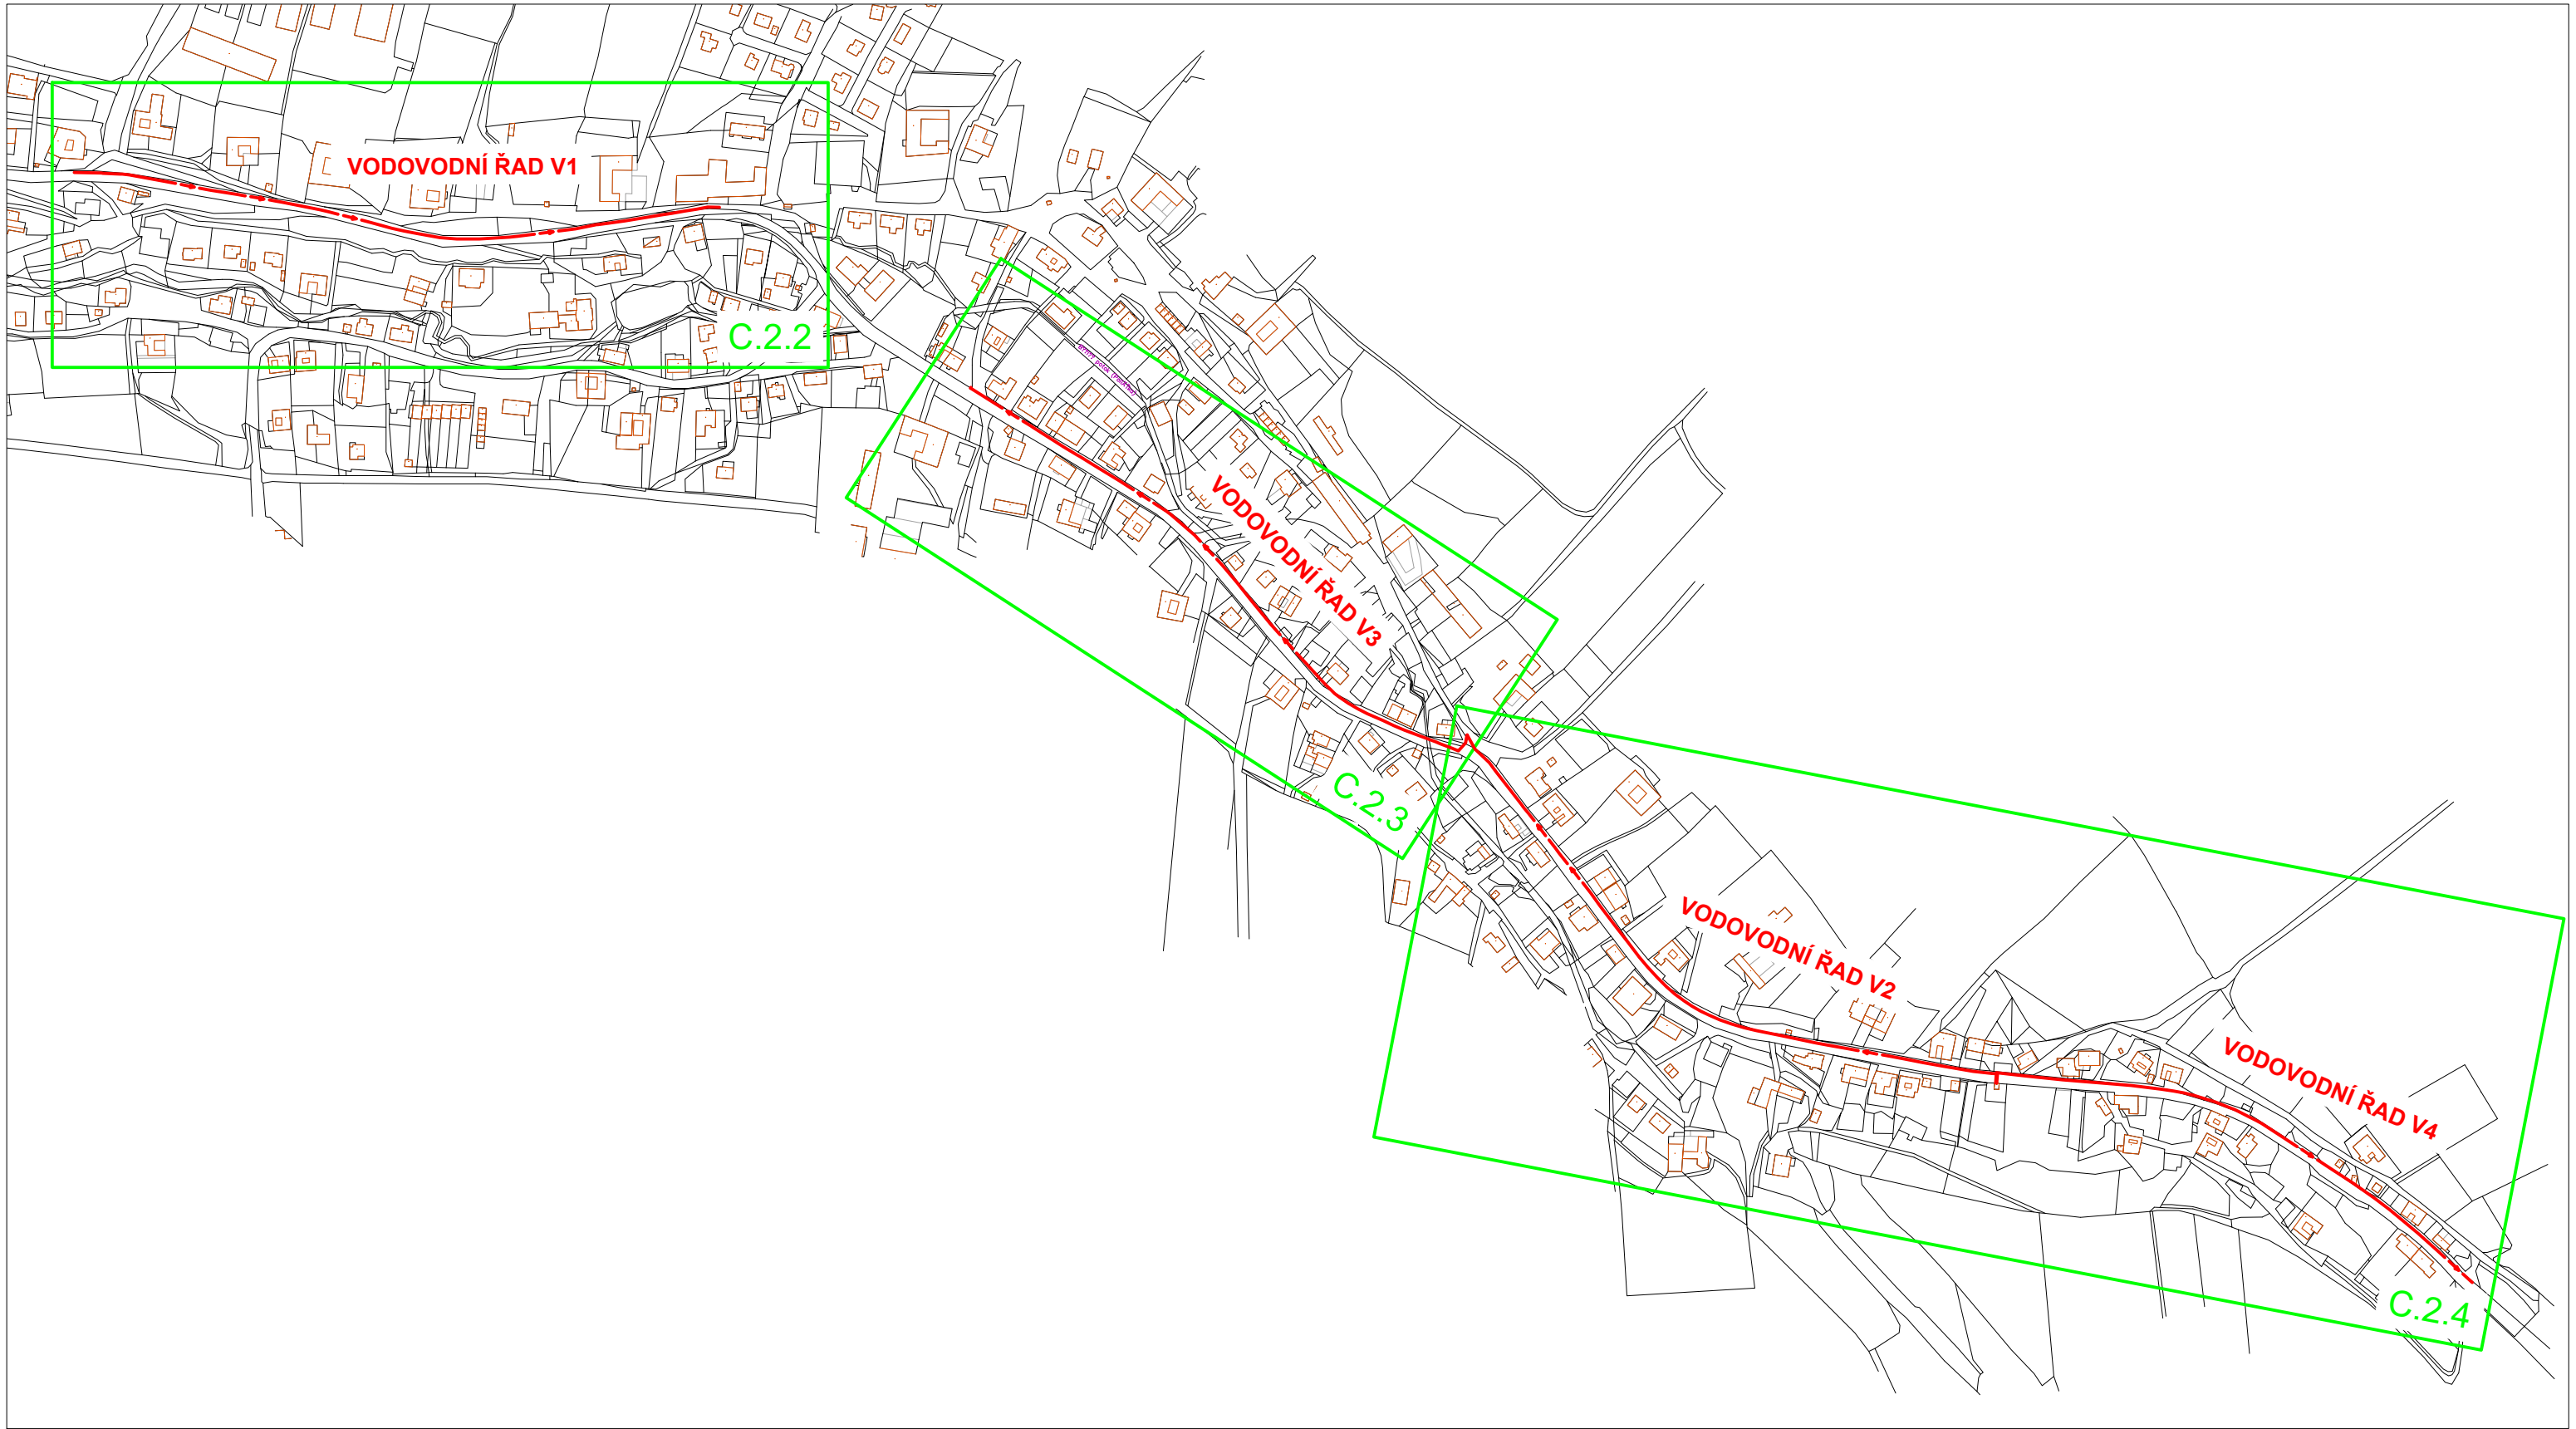 VODOVODNÍ ŘAD V1
C.2.2
VODOVODNÍ ŘAD V3
C.2.3
VODOVODNÍ ŘAD V2
VODOVODNÍ ŘAD V4
C.2.4